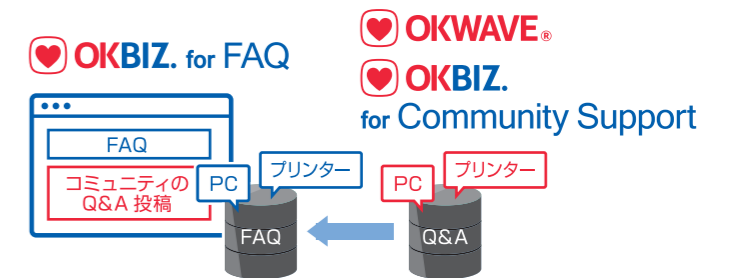 OKBIZ. for FAQ
FAQ
コミュニティの
Q&A 投稿
PC
プリンター
FAQ
OKWAVE®
OKBIZ.
for Community Support
PC
プリンター
Q&A